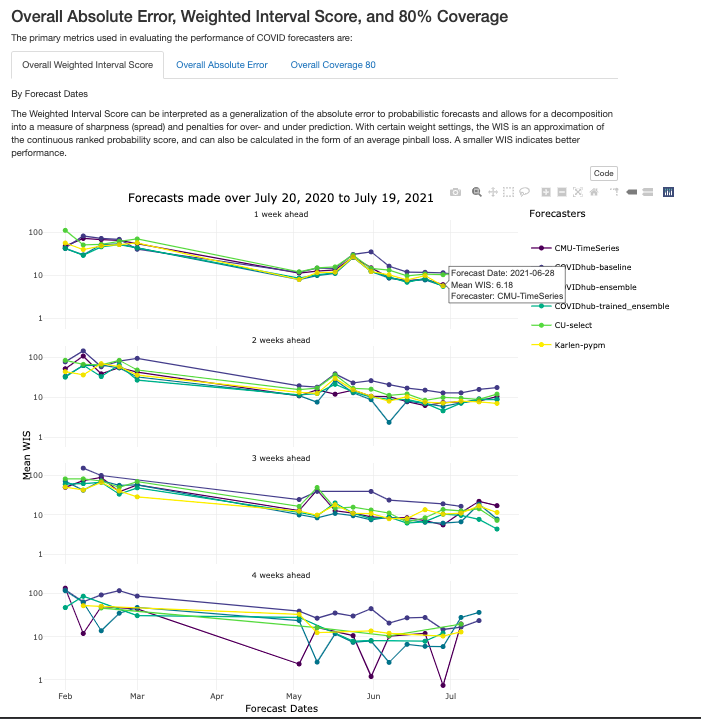 Overall Absolute Error, Weighted Interval Score, and 80% Coverage
The primary metrics used in evaluating the performance of COVID forecasters are:
Overall Weighted Interval Score Overall Absolute Error Overall Coverage 80
By Forecast Dates
The Weighted Interval Score can be interpreted as a generalization of the absolute error to probabilistic forecasts and allows for a decomposition
into a measure of sharpness (spread) and penalties for over- and under prediction. With certain weight settings, the WIS is an approximation of
the continuous ranked probability score, and can also be calculated in the form of an average pinball loss. A smaller WIS indicates better
performance.
Code
Forecasts made over July 20, 2020 to July 19, 2021
1 week ahead
Forecasters
100
10
1
CMU-TimeSeries
OVIDhub-baseline
OVIDhub-ensemble
COVIDhub-trained_ensemble
CU-select
Karlen-pypm
Forecast Date: 2021-06-28
Mean WIS: 6.18
Forecaster: CMU-TimeSeries
2 weeks ahead
100
10
1
Mean WIS
3 weeks ahead
100
10
1
4 weeks ahead
100
10
1
Feb Mar Apr May Jun Jul
Forecast Dates